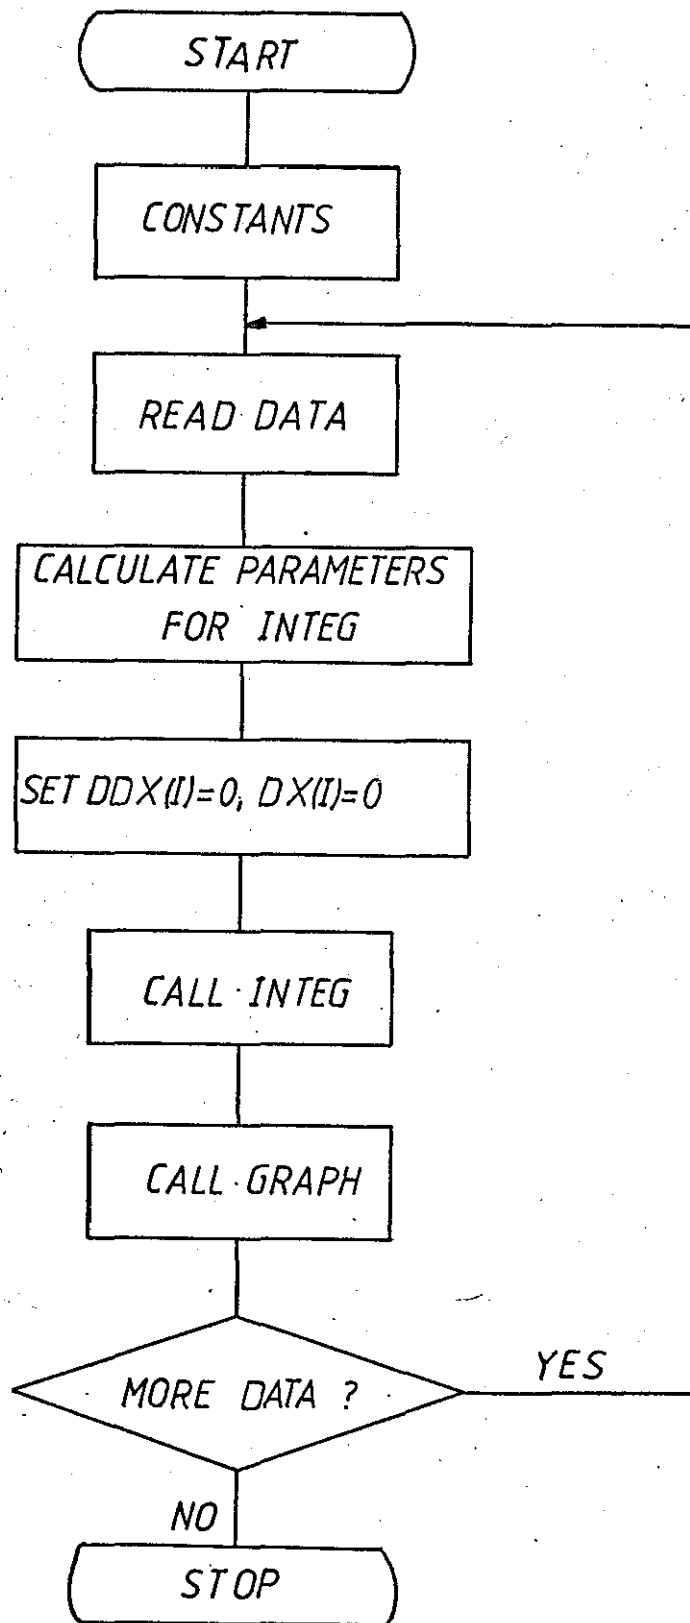 START
CONSTANTS
READ DATA
CALCULATE PARAMETERS
FOR INTEG
SET DDX(I)=0, DX(I)=0
CALL INTEG
CALL GRAPH
MORE DATA ?
YES
NO
STOP